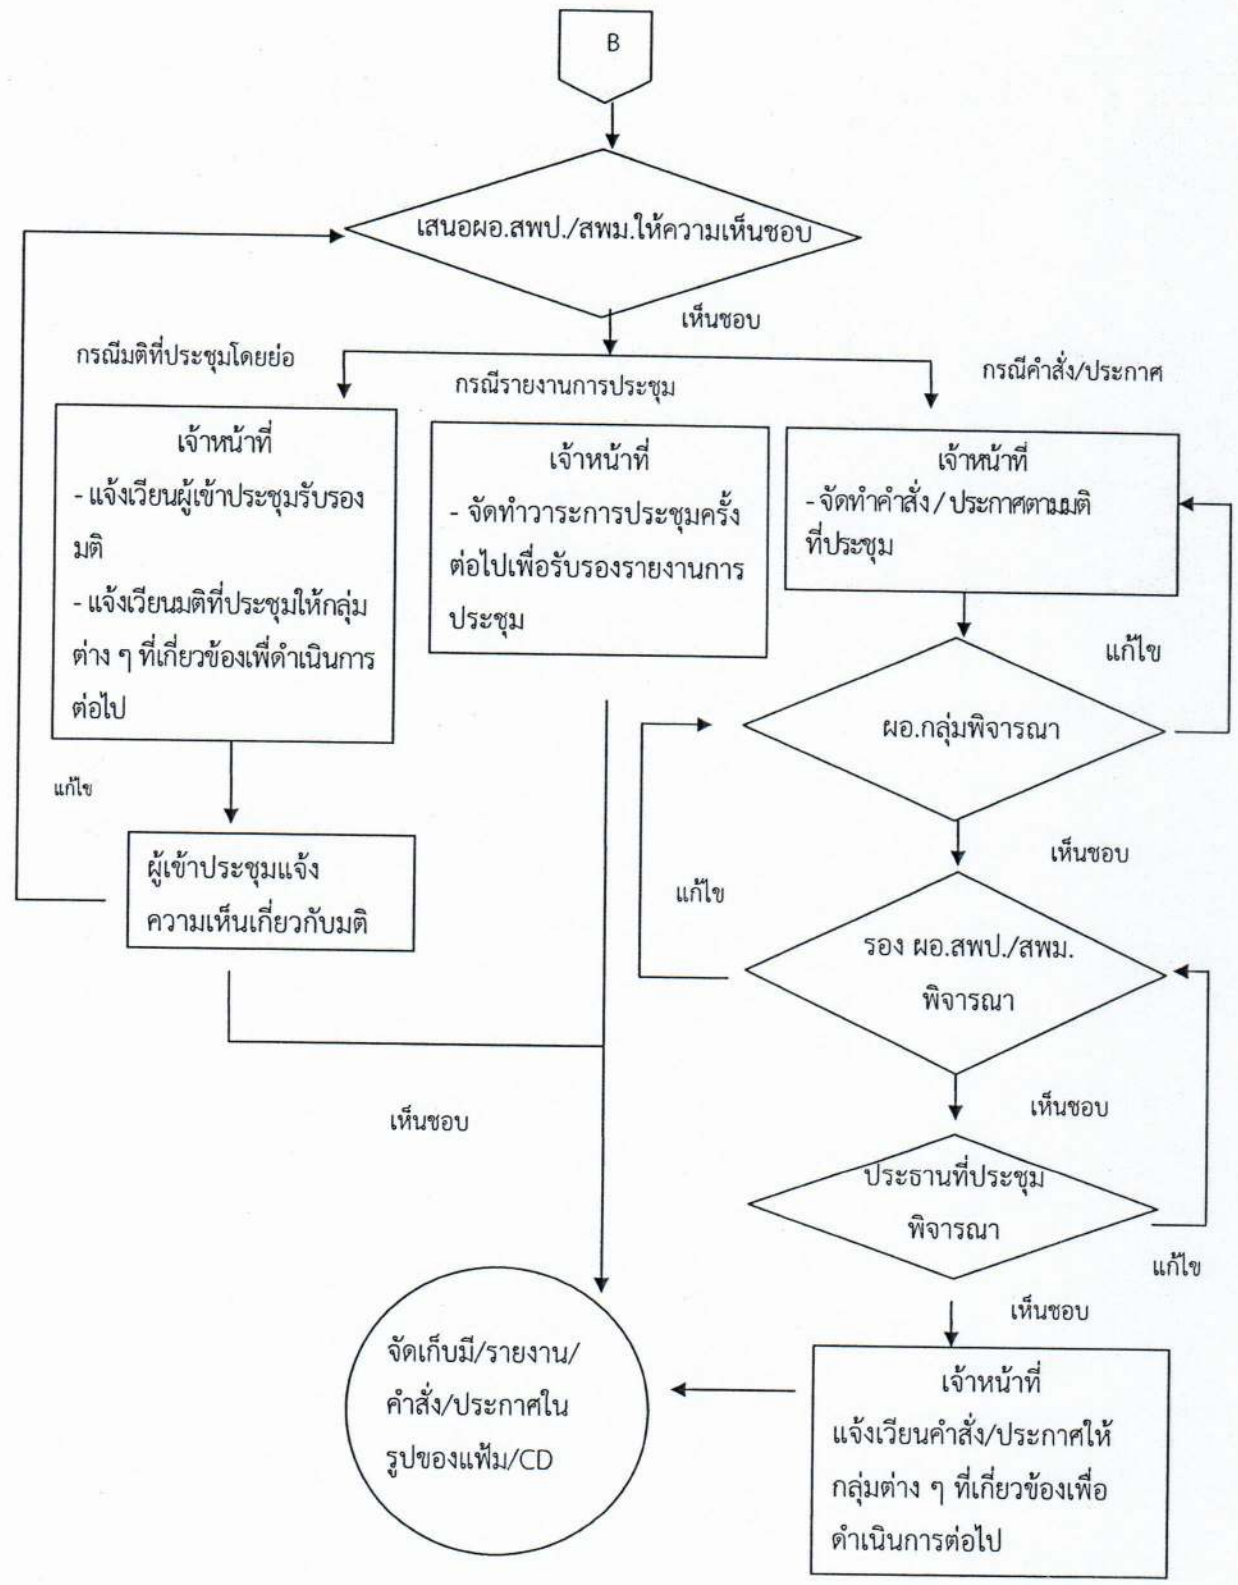 B
เสนอผอ.สพป./สพม.ให้ความเห็นชอบ
เห็นชอบ
กรณีมติที่ประชุมโดยย่อ
กรณีรายงานการประชุม
กรณีคำสั่ง/ประกาศ
เจ้าหน้าที่
- แจ้งเวียนผู้เข้าประชุมรับรอง
มติ
- แจ้งเวียนมติที่ประชุมให้กลุ่ม
ต่าง ๆ ที่เกี่ยวข้องเพื่ดำเนินการ
ต่อไป
เจ้าหน้าที่
- จัดทำวาระการประชุมครั้ง
ต่อไปเพื่อรับรองรายงานการ
ประชุม
เจ้าหน้าที่
- จัดทำคำสั่ง / ประกาศตามมติ
ที่ประชุม
แก้ไข
ผอ.กลุ่มพิจารณา
แก้ไข
เห็นชอบ
ผู้เข้าประชุมแจ้ง
ความเห็นเกี่ยวกับมติ
แก้ไข
รอง ผอ.สพป./สพม.
พิจารณา
เห็นชอบ
เห็นชอบ
ประธานที่ประชุม
พิจารณา
แก้ไข
เห็นชอบ
จัดเก็บมี/รายงาน/
คำสั่ง/ประกาศใน
รูปของแฟ้ม/CD
เจ้าหน้าที่
แจ้งเวียนคำสั่ง/ประกาศให้
กลุ่มต่าง ๆ ที่เกี่ยวข้องเพื่อ
ดำเนินการต่อไป